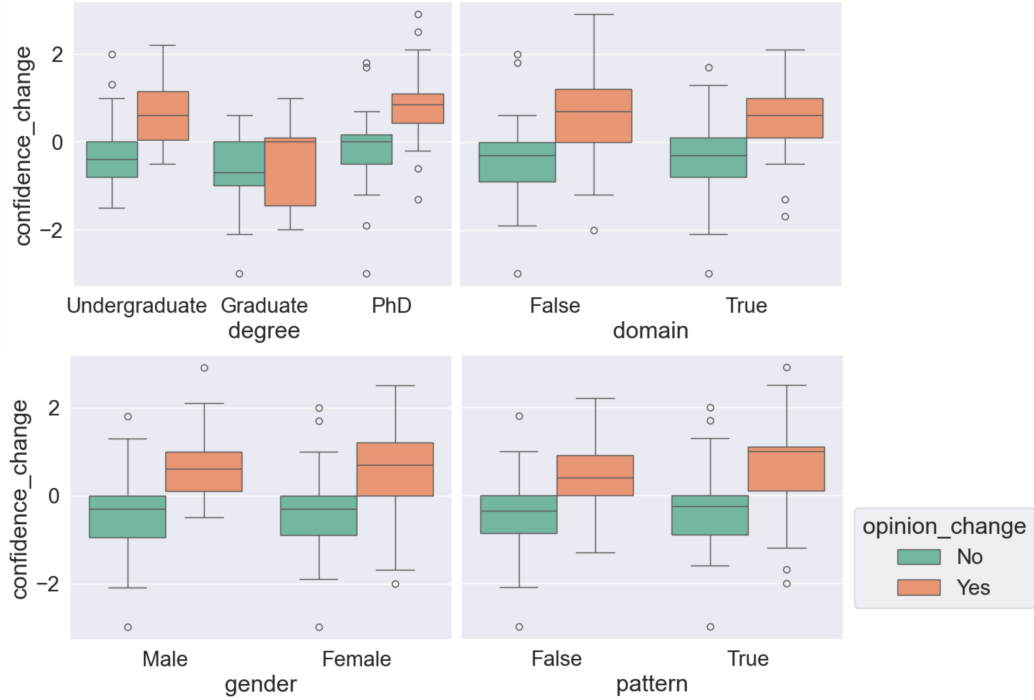 confidence_change
2
0
−2
Undergraduate
Graduate
PhD
degree
False
True
domain
confidence_change
2
0
−2
Male
Female
gender
False
True
pattern
opinion_change
No
Yes